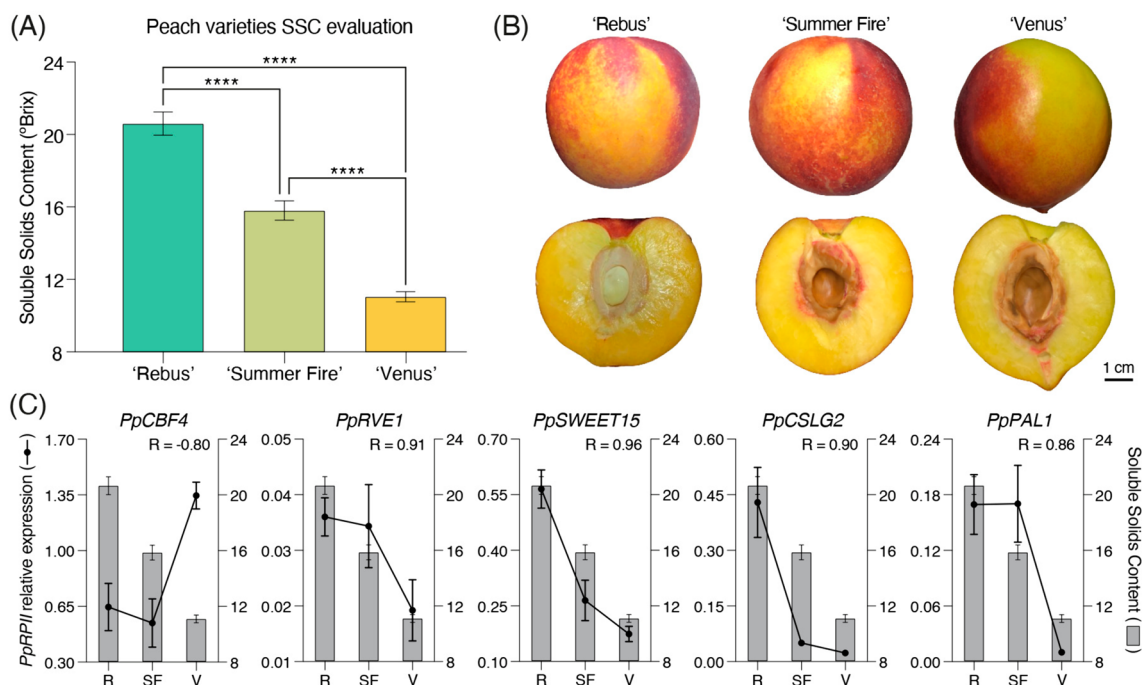 (A)
Peach varieties SSC evaluation
****
****
****
Soluble Solids Content (ºBrix)
24
20
16
12
8
'Rebus' 'Summer Fire' 'Venus'
(B)
'Rebus' 'Summer Fire' 'Venus'
1 cm
(C)
PpRPII relative expression (—)
PpCBF4
R = -0.80
1.70
1.35
1.00
0.65
0.30
24
20
16
12
8
R SF V
PpRVE1
R = 0.91
0.05
0.04
0.03
0.02
0.01
24
20
16
12
8
R SF V
PpSWEET15
R = 0.96
0.70
0.55
0.40
0.25
0.10
24
20
16
12
8
R SF V
PpCSLG2
R = 0.90
0.60
0.45
0.30
0.15
0.00
24
20
16
12
8
R SF V
PpPAL1
R = 0.86
0.24
0.18
0.12
0.06
0.00
24
20
16
12
8
R SF V
Soluble Solids Content ( )